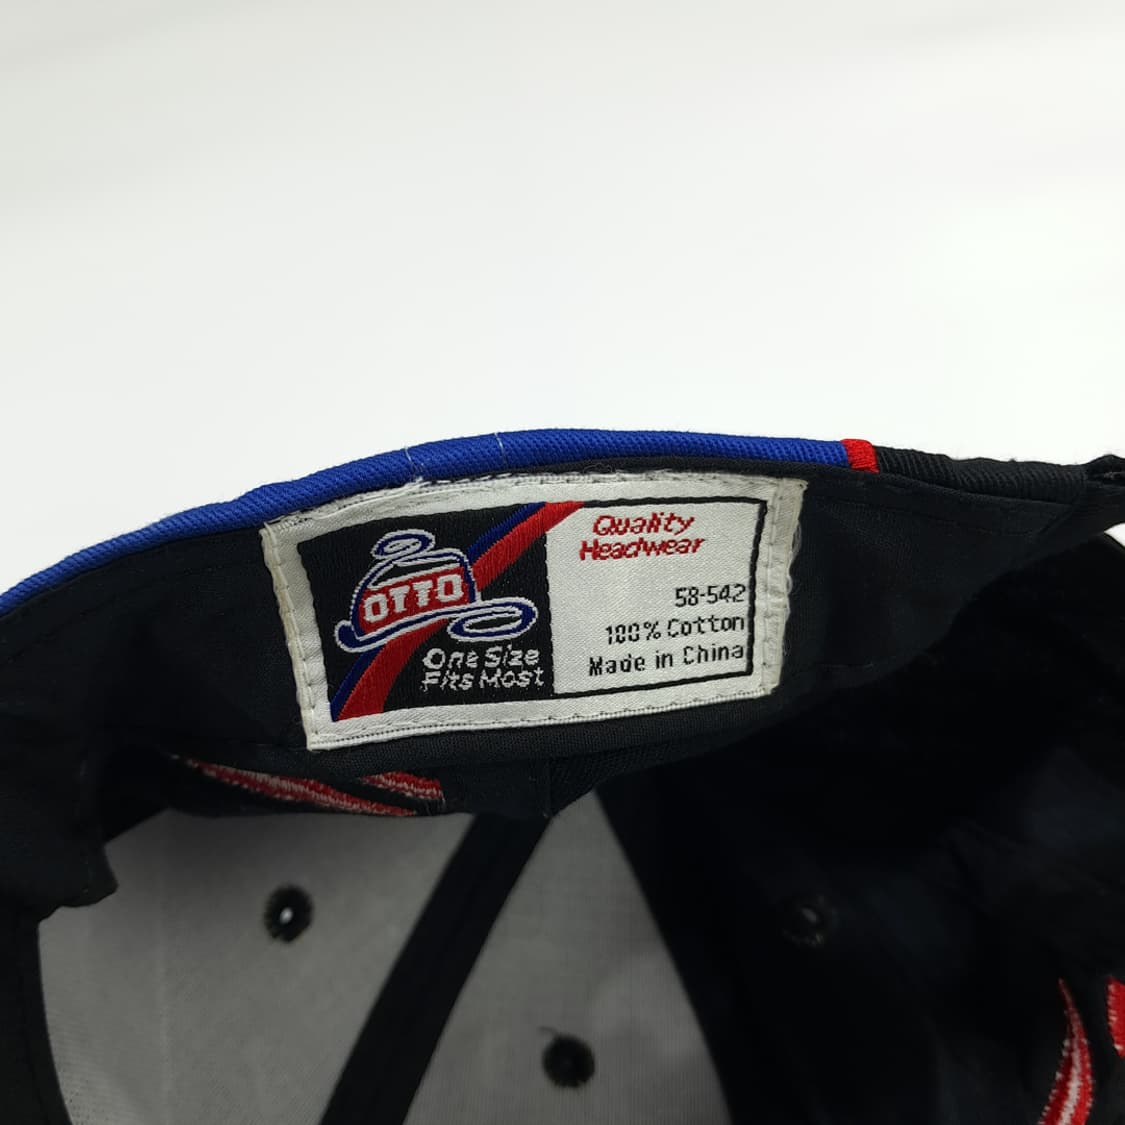 OTTO
One Size
Fits Most
Quality
Headwear
58-542
100% Cotton
Made in China